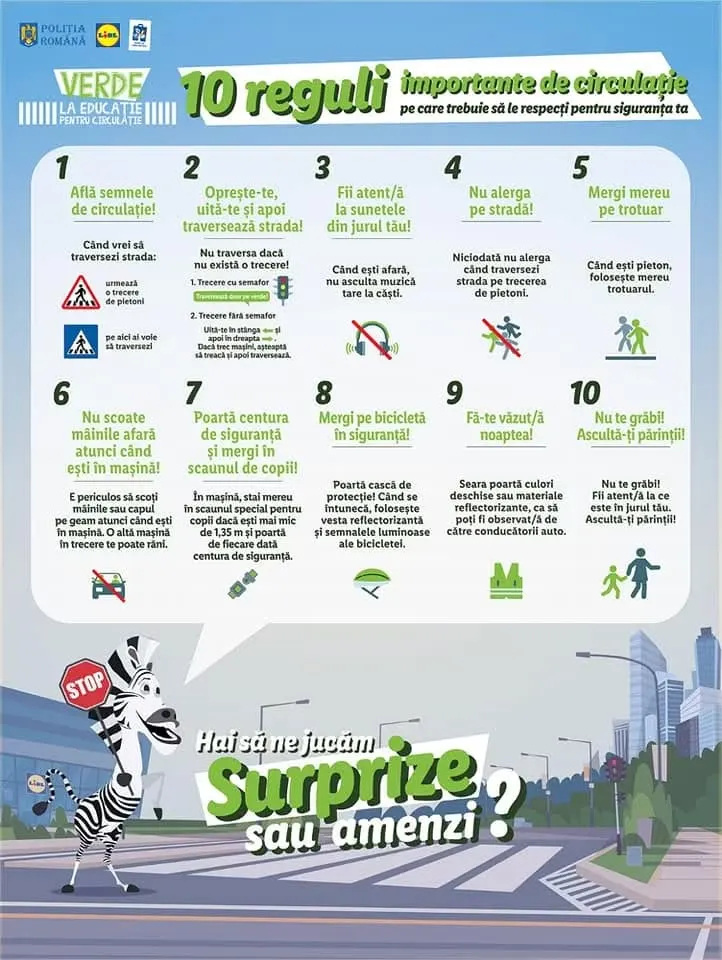 POLIȚIA
ROMÂNĂ
LIDL
VERDE
LA EDUCAȚIE
PENTRU CIRCULAȚIE
10 reguli importante de circulație
pe care trebuie să le respecți pentru siguranța ta
1
Află semnele
de circulație!
Când vrei să
traversezi strada:
urmează
o trecere
de pietoni
pe aici ai voie
să traversezi
2
Oprește-te,
uită-te și apoi
traversează strada!
Nu traversa dacă
nu există o trecere!
1. Trecere cu semafor
Traversează doar pe verde!
2. Trecere fără semafor
Uită-te în stânga și
apoi în dreapta .
Dacă trec mașini, așteaptă
să treacă și apoi traversează.
3
Fii atent/ă
la sunetele
din jurul tău!
Când ești afară,
nu asculta muzică
tare la căști.
4
Nu alerga
pe stradă!
Niciodată nu alerga
când traversezi
strada pe trecerea
de pietoni.
5
Mergi mereu
pe trotuar
Când ești pieton,
folosește mereu
trotuarul.
6
Nu scoate
mâinile afară
atunci când
ești în mașină!
E periculos să scoți
mâinile sau capul
pe geam atunci când ești
în mașină. O altă mașină
în trecere te poate răni.
7
Poartă centura
de siguranță
și mergi în
scaunul de copii!
În mașină, stai mereu
în scaunul special pentru
copii dacă ești mai mic
de 1,35 m și poartă
de fiecare dată
centura de siguranță.
8
Mergi pe bicicletă
în siguranță!
Poartă cască de
protecție! Când se
întunecă, folosește
vesta reflectorizantă
și semnalele luminoase
ale bicicletei.
9
Fă-te văzut/ă
noaptea!
Seara poartă culori
deschise sau materiale
reflectorizante, ca să
poți fi observat/ă de
către conducătorii auto.
10
Nu te grăbi!
Ascultă-ți părinții!
Nu te grăbi!
Fii atent/ă la ce
este în jurul tău.
Ascultă-ți părinții!
STOP
LIDL
Hai să ne jucăm
Surprize
sau amenzi?